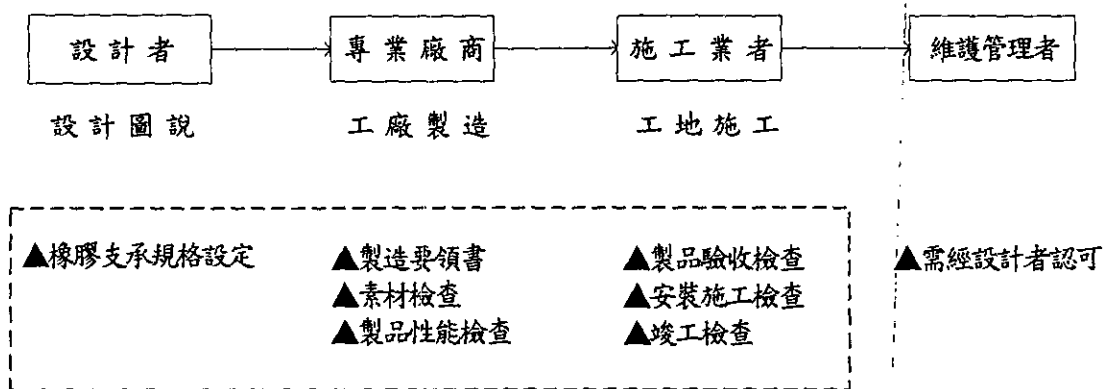 設計者 專業廠商 施工業者 維護管理者
設計圖說 工廠製造 工地施工
▲橡膠支承規格設定 ▲製造要領書 ▲製品驗收檢查 ▲需經設計者認可
▲素材檢查 ▲安裝施工檢查
▲製品性能檢查 ▲竣工檢查